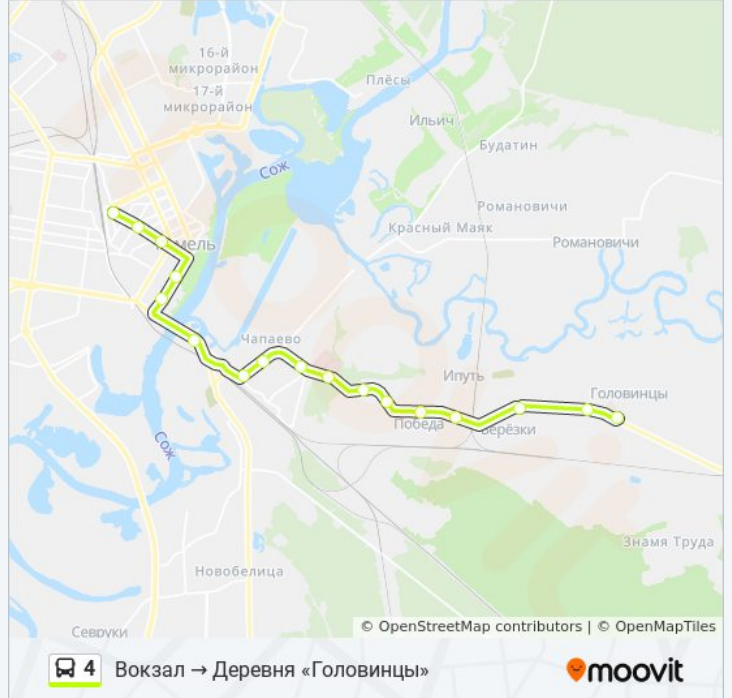 16-й
микрорайон
17-й
микрорайон
Плёсы
Ильич
Будатин
Сож
Романовичи
Красный Маяк
Романовичи
Чапаево
Ипуть
Головинцы
Победа
Берёзки
Сож
Знамя Труда
Новобелица
Севруки
© OpenStreetMap contributors | © OpenMapTiles
4 Вокзал → Деревня «Головинцы»
moovit